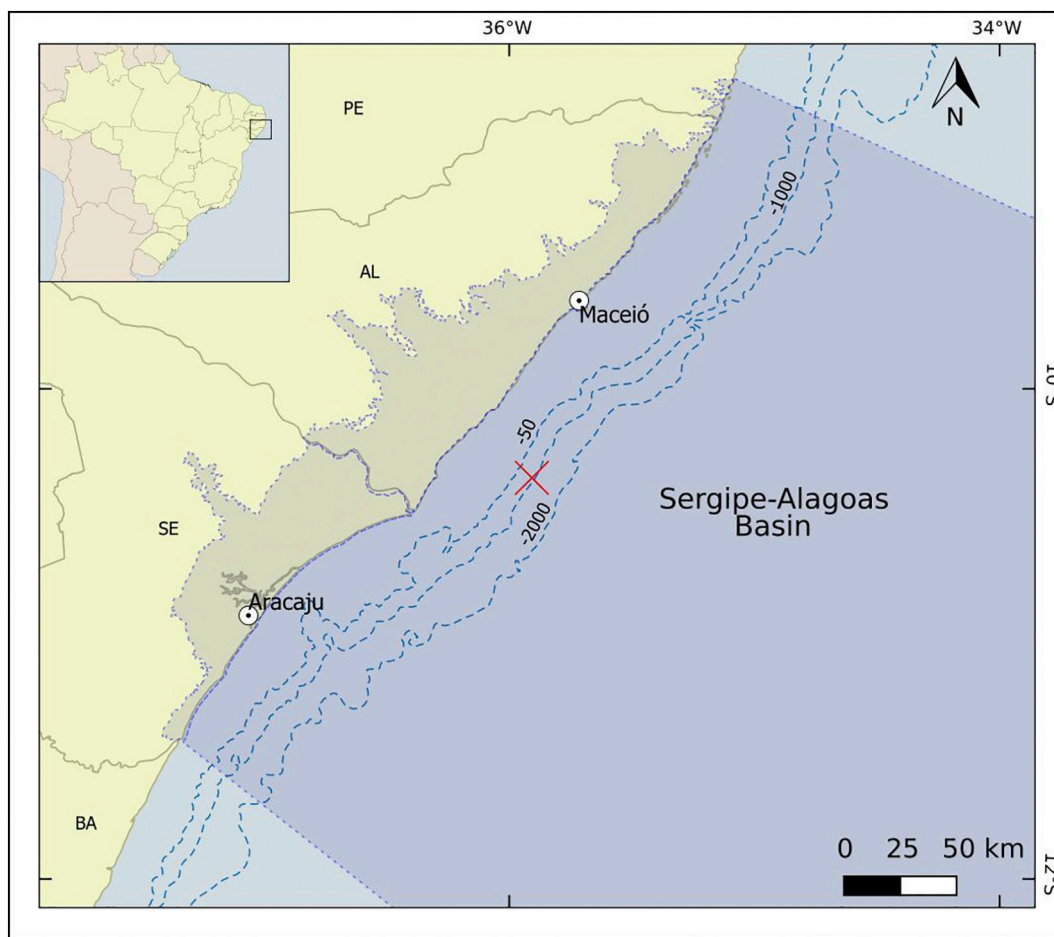 36°W
34°W
PE
N
-1000
AL
Maceió
10°S
-50
Sergipe-Alagoas
Basin
-2000
SE
Aracaju
BA
0 25 50 km
12°S